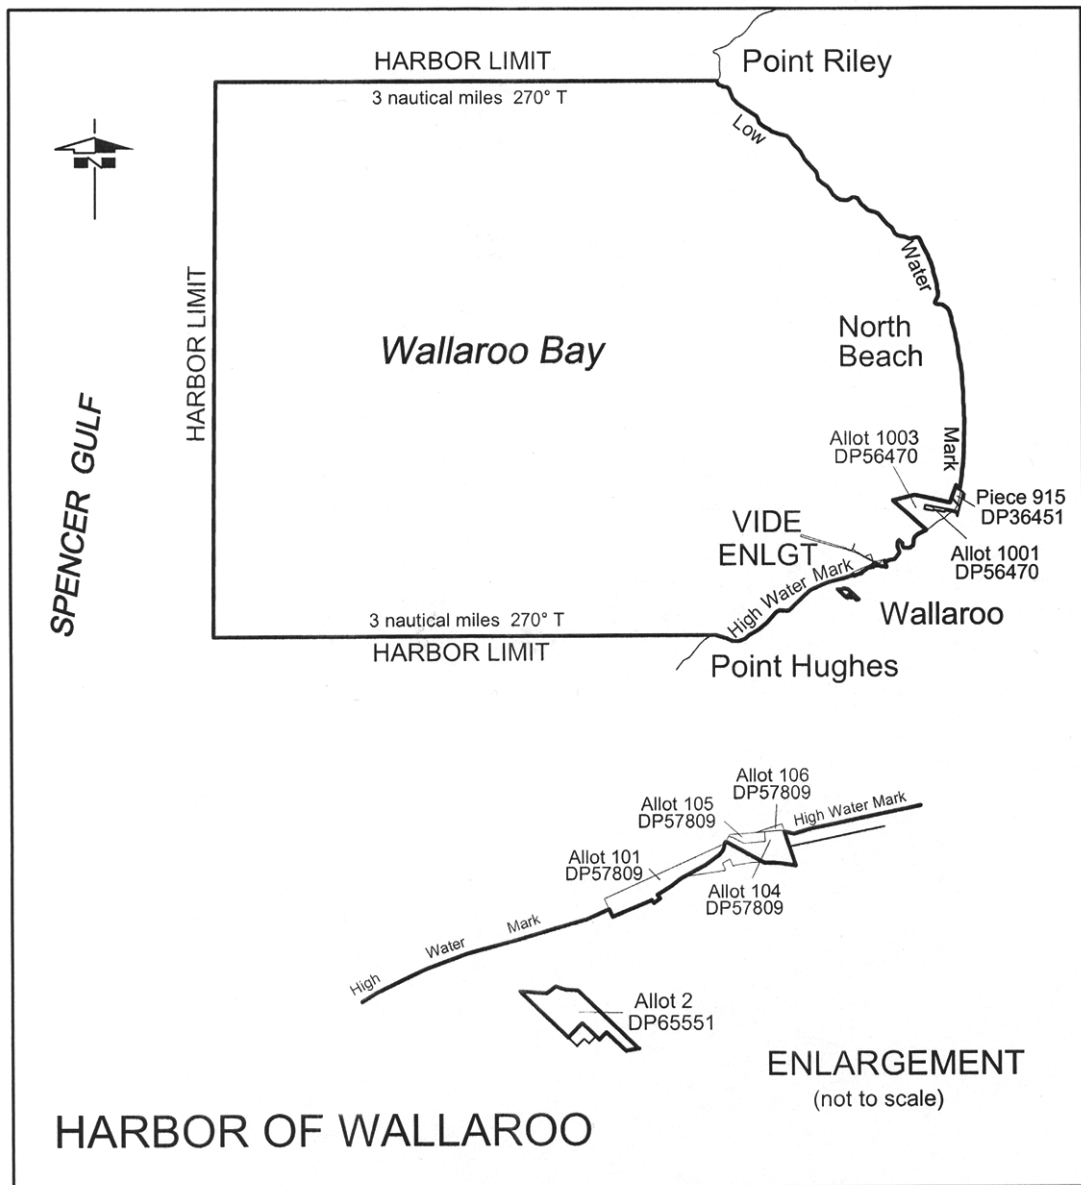 HARBOR LIMIT
Point Riley
3 nautical miles 270° T
Low
N
Water
HARBOR LIMIT
North
Beach
Wallaroo Bay
SPENCER GULF
Allot 1003
DP56470
Mark
Piece 915
DP36451
VIDE
ENLGT
Allot 1001
DP56470
High Water Mark
Wallaroo
3 nautical miles 270° T
HARBOR LIMIT
Point Hughes
Allot 106
DP57809
Allot 105
DP57809
High Water Mark
Allot 101
DP57809
Allot 104
DP57809
High Water Mark
Allot 2
DP65551
ENLARGEMENT
(not to scale)
HARBOR OF WALLAROO